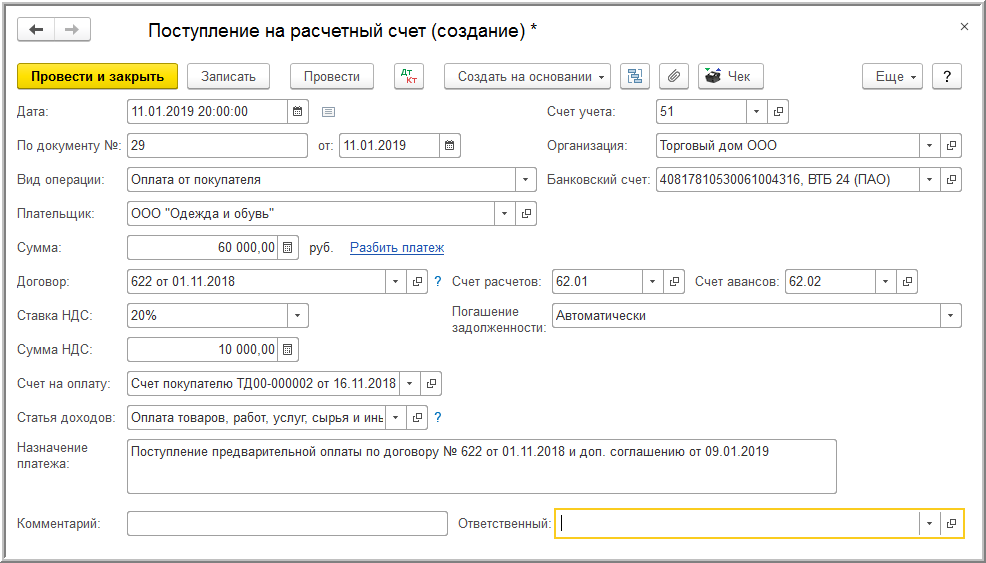 Поступление на расчетный счет (создание) *
Провести и закрыть Записать Провести Дт Кт Создать на основании Чек Еще ?
Дата: 11.01.2019 20:00:00 Счет учета: 51
По документу №: 29 от: 11.01.2019 Организация: Торговый дом ООО
Вид операции: Оплата от покупателя Банковский счет: 40817810530061004316, ВТБ 24 (ПАО)
Плательщик: ООО "Одежда и обувь"
Сумма: 60 000,00 руб. Разбить платеж
Договор: 622 от 01.11.2018 ? Счет расчетов: 62.01 Счет авансов: 62.02
Ставка НДС: 20% Погашение задолженности: Автоматически
Сумма НДС: 10 000,00
Счет на оплату: Счет покупателю ТД00-000002 от 16.11.2018
Статья доходов: Оплата товаров, работ, услуг, сырья и ины ?
Назначение платежа: Поступление предварительной оплаты по договору № 622 от 01.11.2018 и доп. соглашению от 09.01.2019
Комментарий: Ответственный: